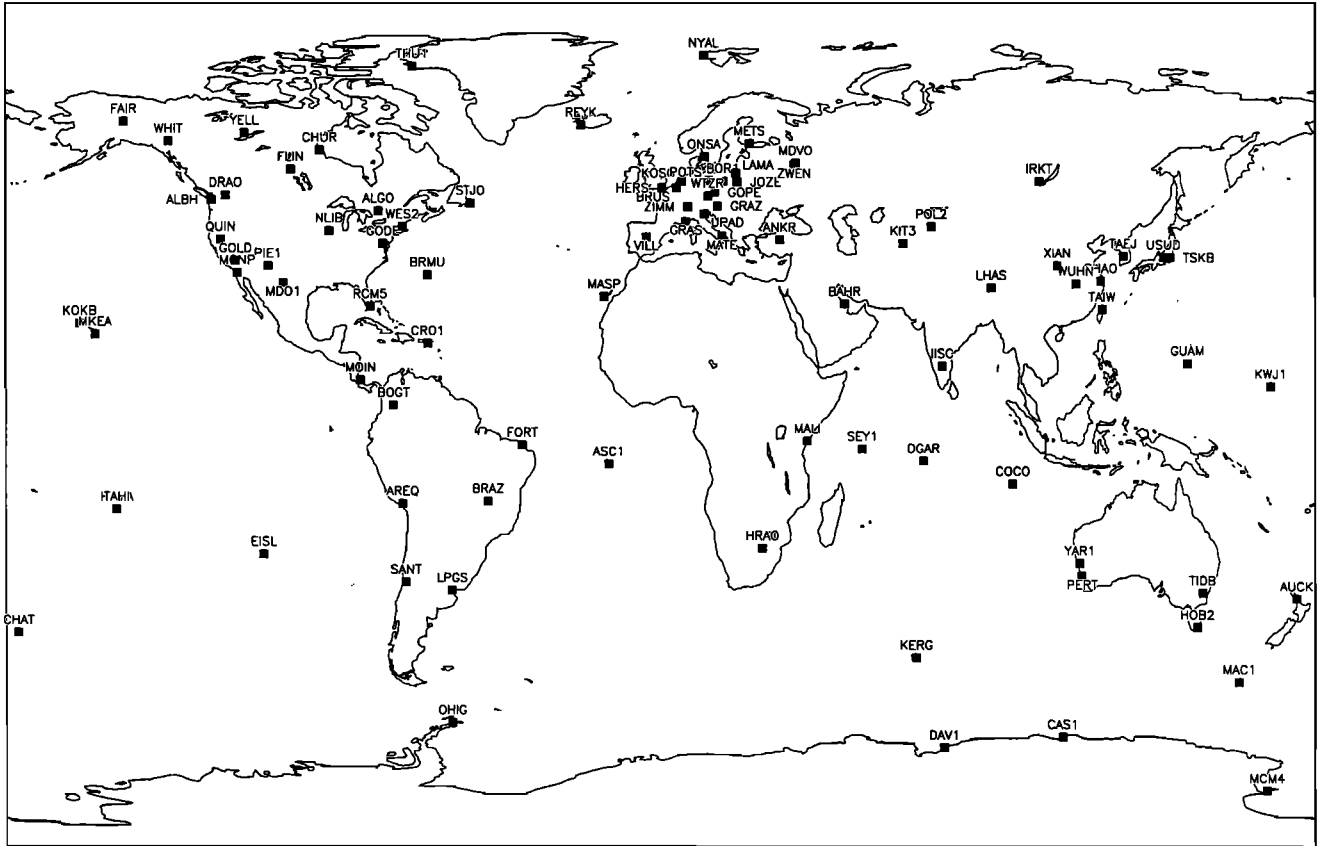 NYAL
THU1
FAIR
REYK
YELL
WHIT
METS
CHUR
ONSA
MDVO
FLIN
LAMA
ZWEN
IRKT
POTS
BOR
JOZE
DRAO
HERS
WTZR
STJO
GOPE
ALBH
BRUS
ALGO
ZIMM
GRAZ
WES2
POL2
NLIB
UPAD
QUIN
GRAS
ANKR
KIT3
GODE
VILL
MATE
GOLD
PIE1
TAEJ
USUD
XIAN
TSKB
BRMU
WUHN
LHAS
MASP
MDO1
RCM5
BAHR
TAIW
KOKB
MKEA
CRO1
GUAM
IISC
MOIN
KWJ1
BOGT
FORT
MALI
SEY1
ASC1
DGAR
COCO
AREQ
BRAZ
HRAO
EISL
YAR1
SANT
LPGS
TIDB
PERT
AUCK
HOB2
CHAT
KERG
MAC1
OHIG
CAS1
DAV1
MCM4